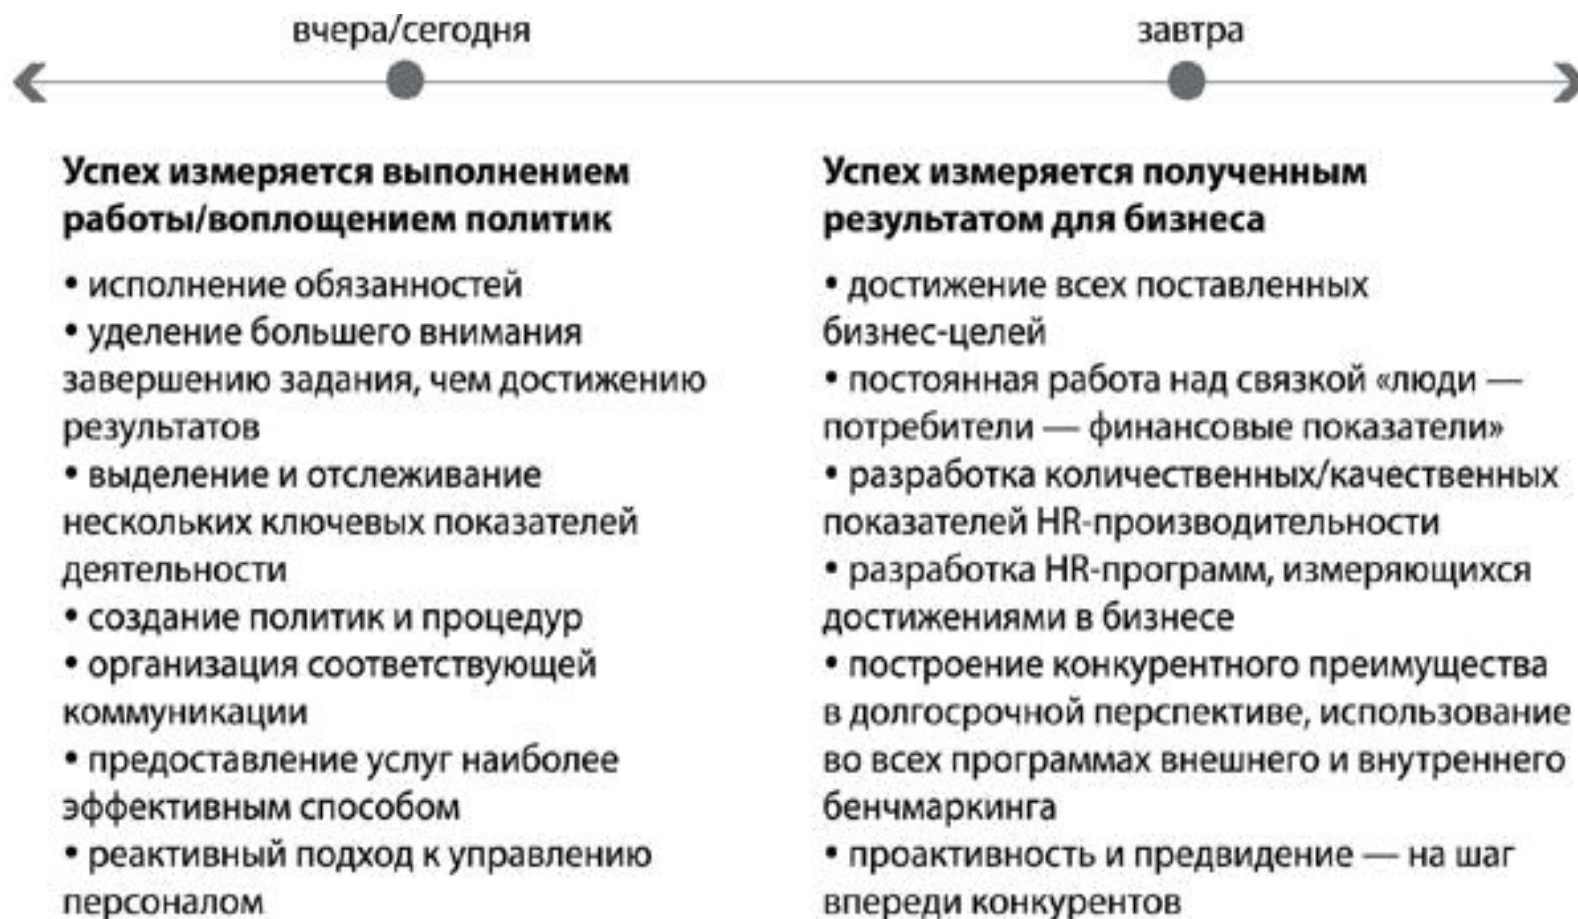 вчера/сегодня
завтра
Успех измеряется выполнением
работы/воплощением политик
• исполнение обязанностей
• уделение большего внимания
завершению задания, чем достижению
результатов
• выделение и отслеживание
нескольких ключевых показателей
деятельности
• создание политик и процедур
• организация соответствующей
коммуникации
• предоставление услуг наиболее
эффективным способом
• реактивный подход к управлению
персоналом
Успех измеряется полученным
результатом для бизнеса
• достижение всех поставленных
бизнес-целей
• постоянная работа над связкой «люди —
потребители — финансовые показатели»
• разработка количественных/качественных
показателей HR-производительности
• разработка HR-программ, измеряющихся
достижениями в бизнесе
• построение конкурентного преимущества
в долгосрочной перспективе, использование
во всех программах внешнего и внутреннего
бенчмаркинга
• проактивность и предвидение — на шаг
впереди конкурентов